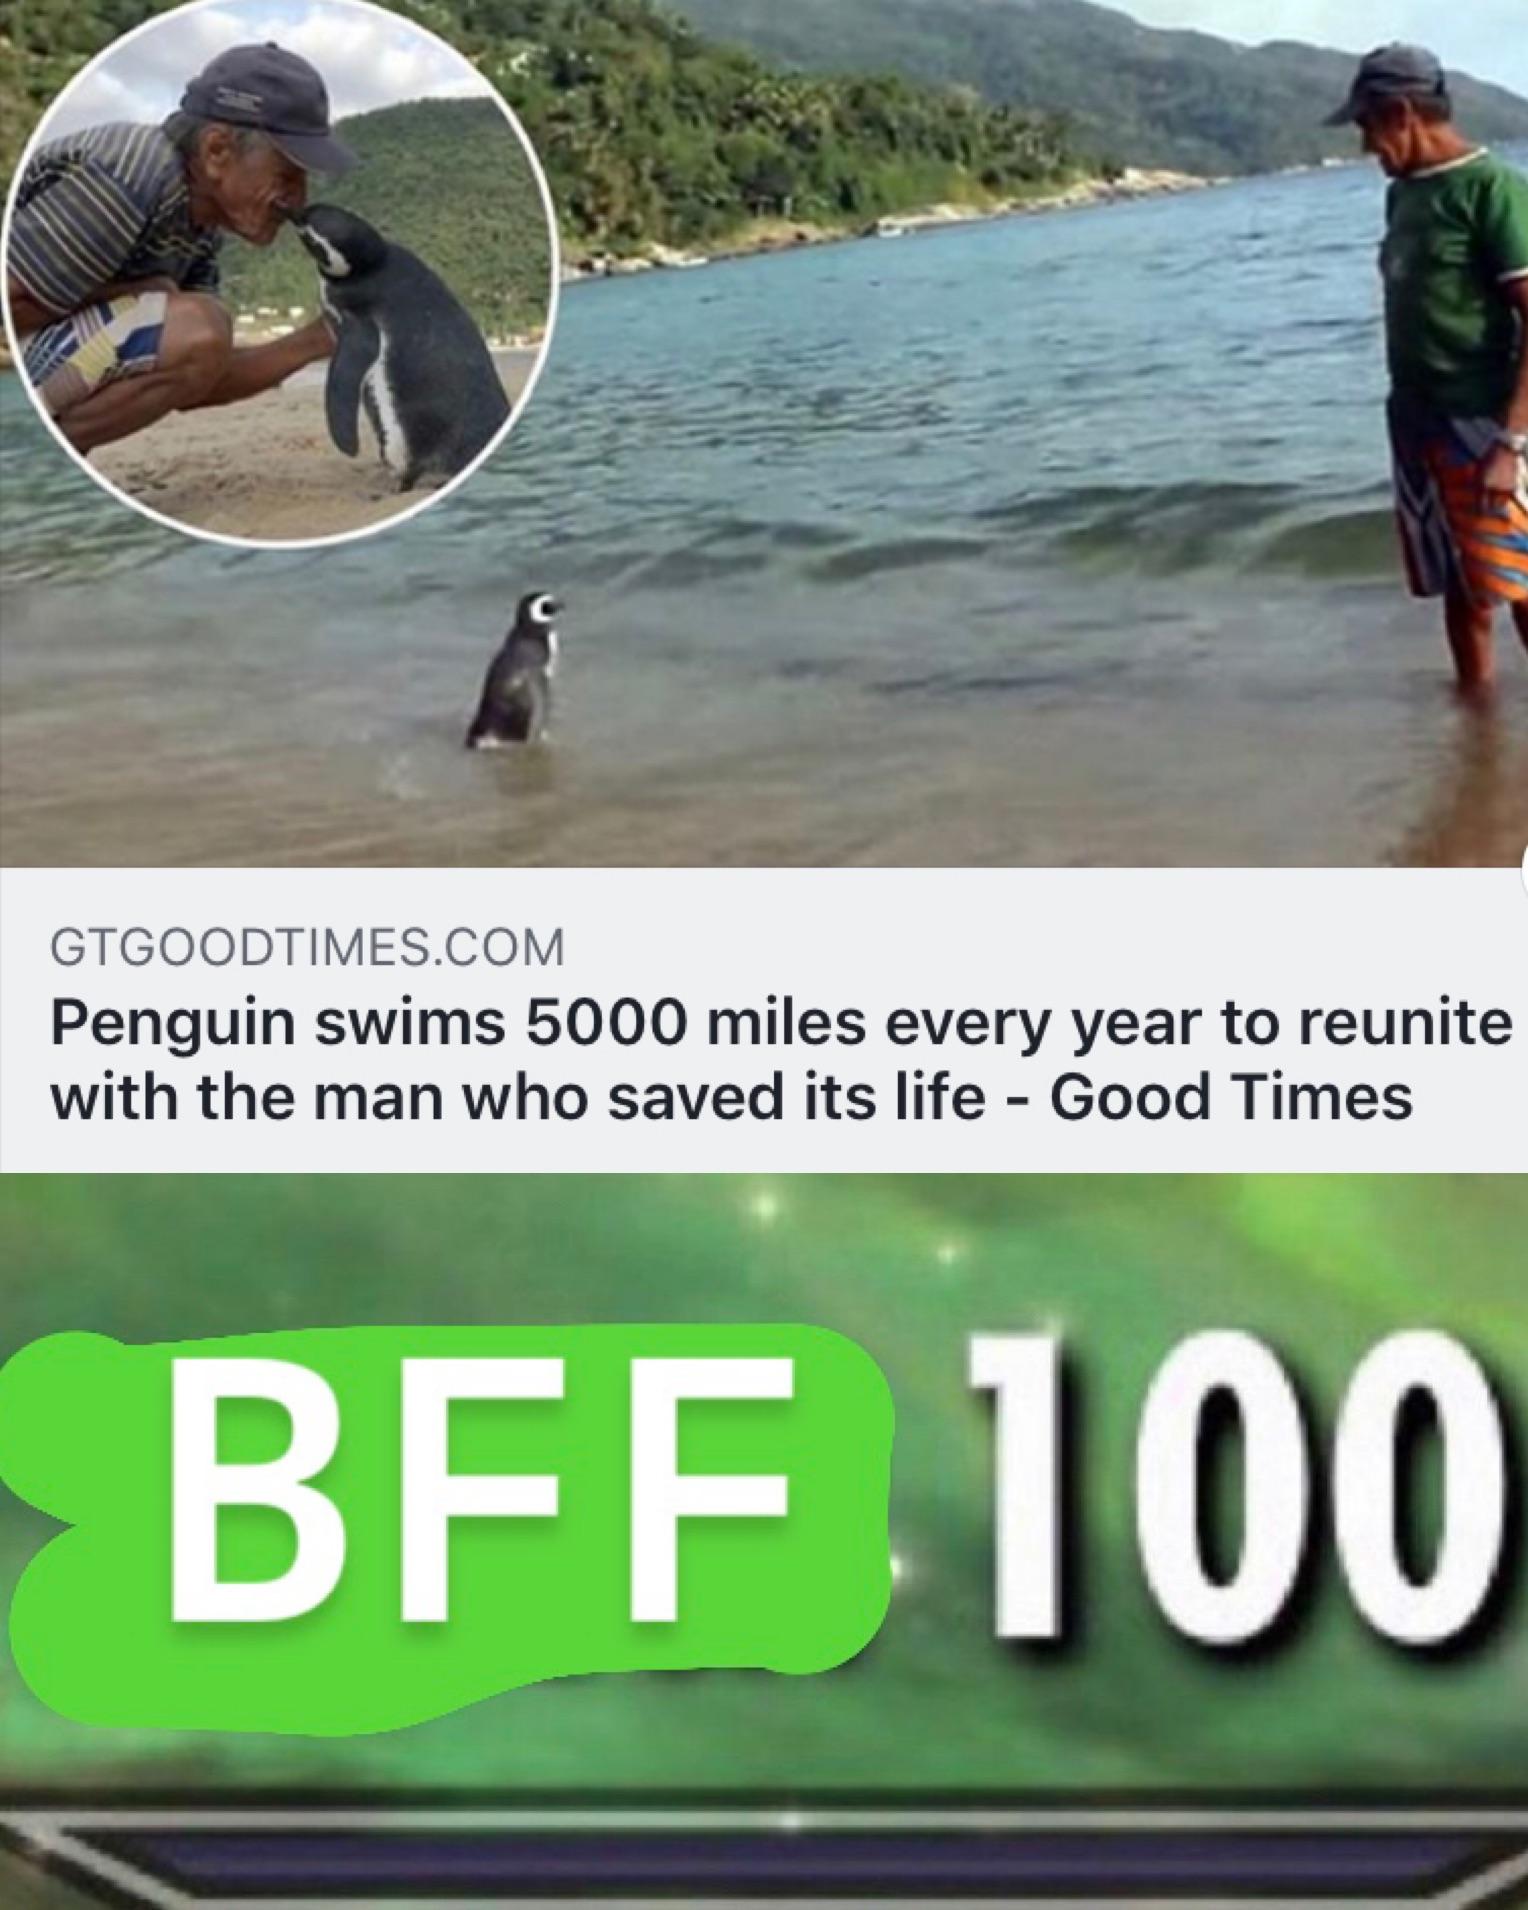 GTGOODTIMES.COM
Penguin swims 5000 miles every year to reunite
with the man who saved its life - Good Times
BFF 100